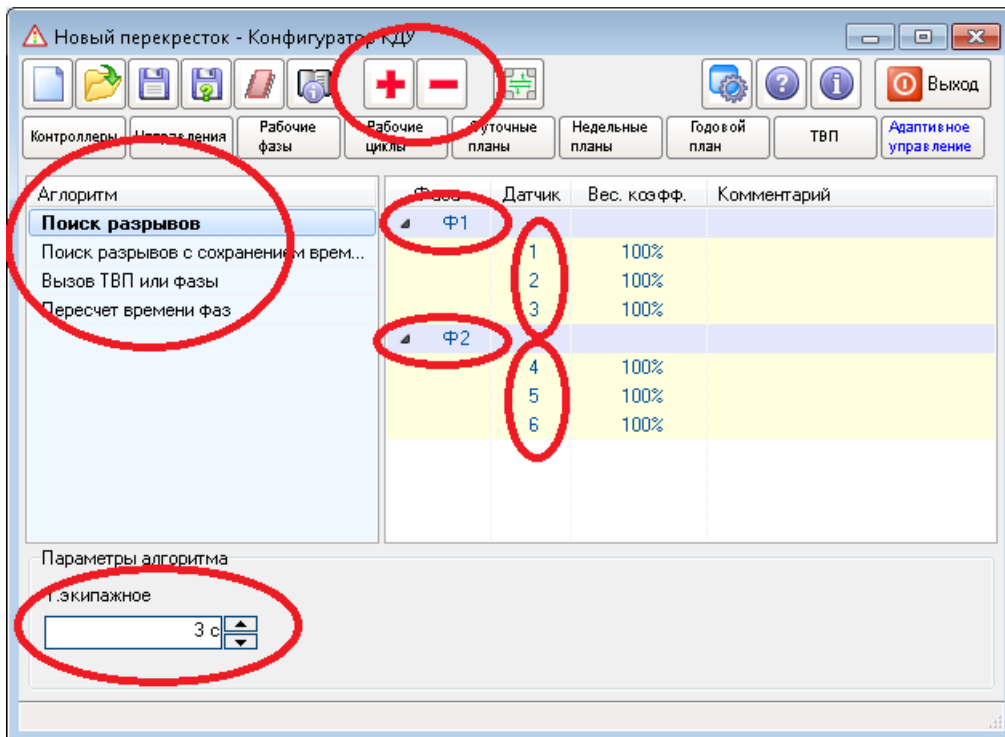 Новый перекресток - Конфигуратор КДУ
Выход
Контроллеры Направления Рабочие фазы Рабочие циклы Суточные планы Недельные планы Годовой план ТВП Адаптивное управление
Алгоритм
Поиск разрывов
Поиск разрывов с сохранением врем...
Вызов ТВП или фазы
Пересчет времени фаз
Фаза Датчик Вес. коэфф. Комментарий
Ф1
1 100%
2 100%
3 100%
Ф2
4 100%
5 100%
6 100%
Параметры алгоритма
Т.экипажное
3 с